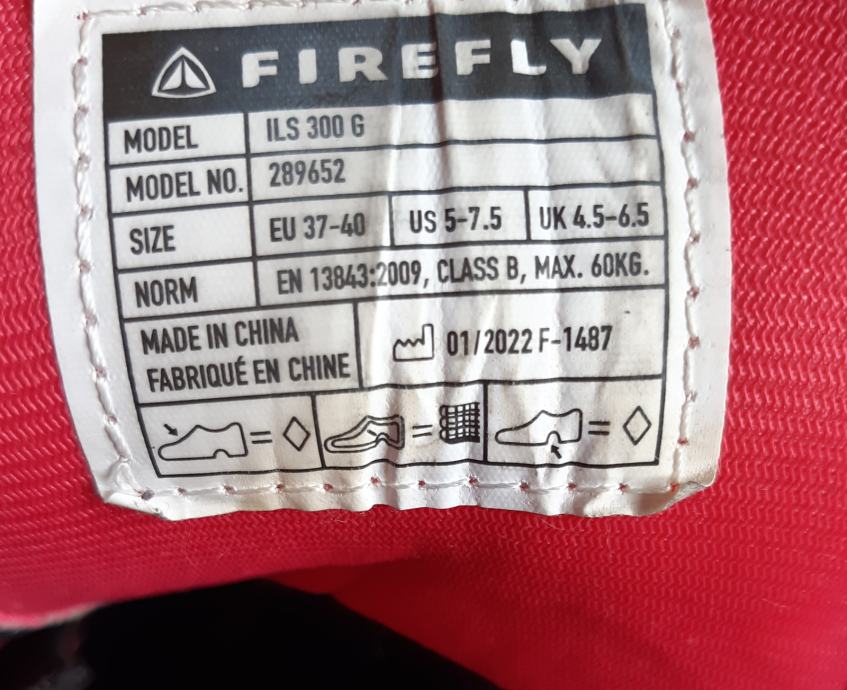 FIREFLY
MODEL ILS 300 G
MODEL NO. 289652
SIZE EU 37-40 US 5-7.5 UK 4.5-6.5
NORM EN 13843:2009, CLASS B, MAX. 60KG.
MADE IN CHINA
FABRIQUÉ EN CHINE
01/2022 F-1487
= =  =